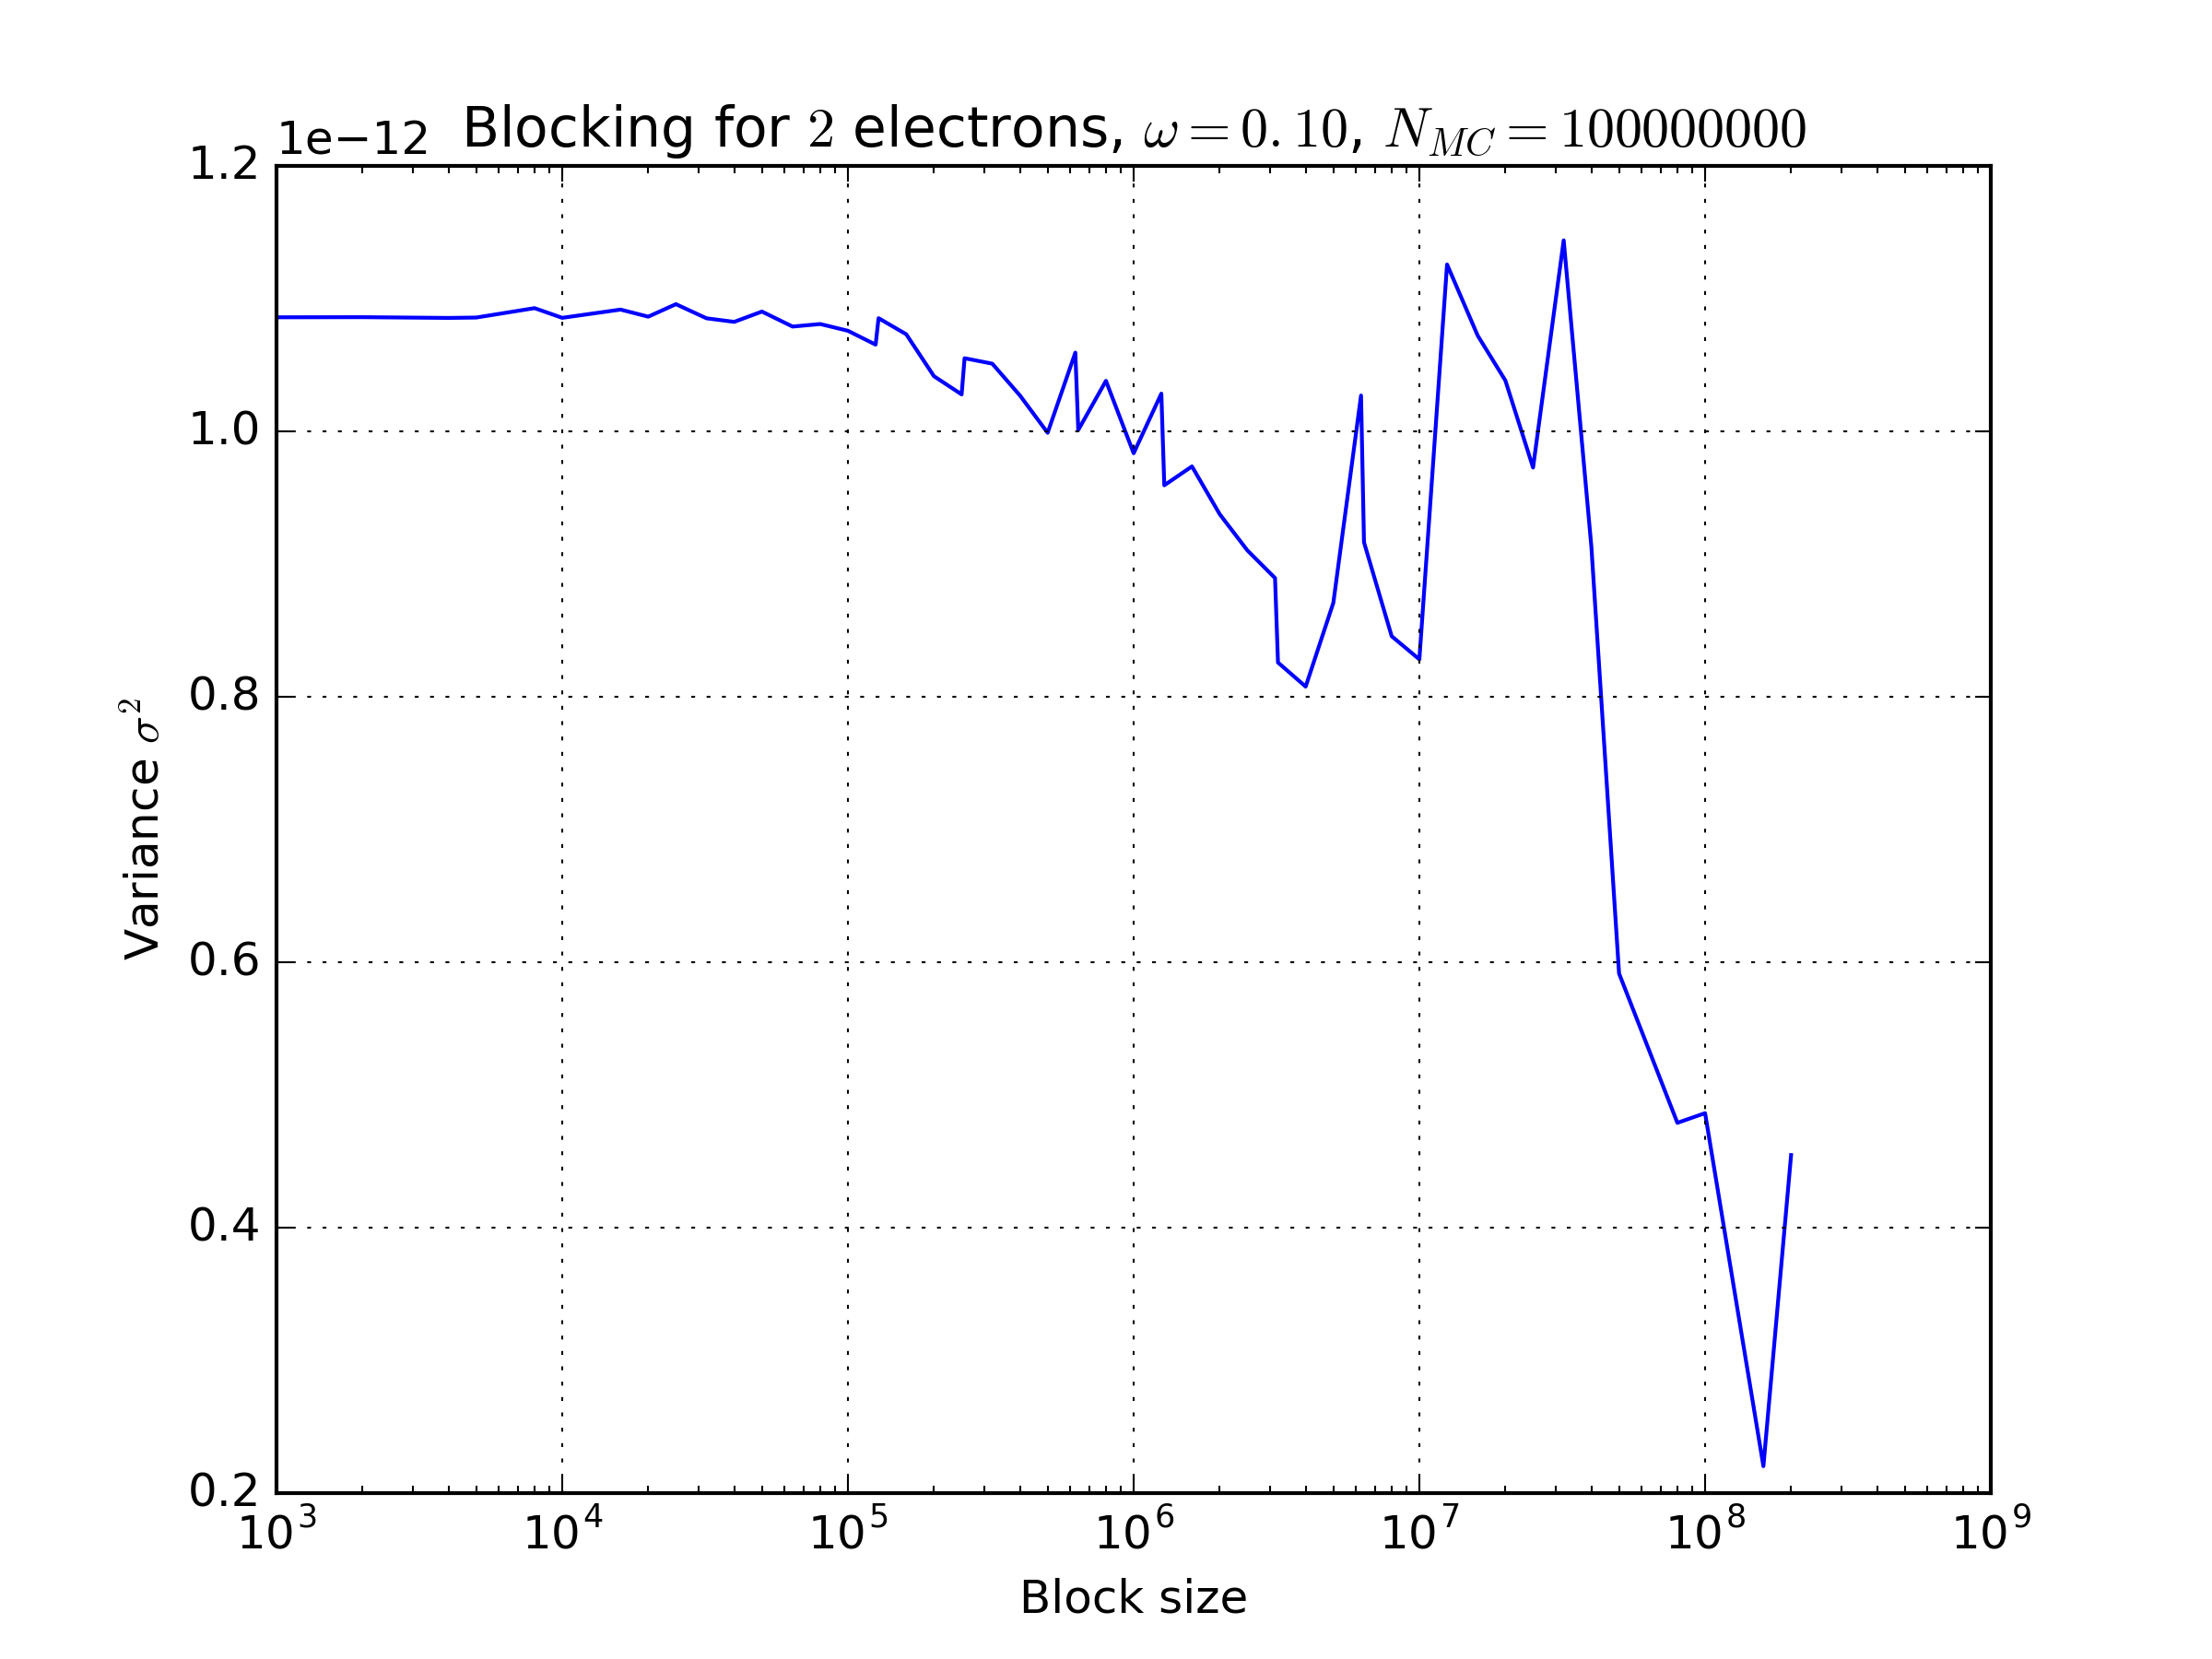 1e−12 Blocking for 2 electrons, ω = 0.10, N_MC = 100000000
1.2
1.0
0.8
0.6
0.4
0.2
Variance σ²
10³ 10⁴ 10⁵ 10⁶ 10⁷ 10⁸ 10⁹
Block size